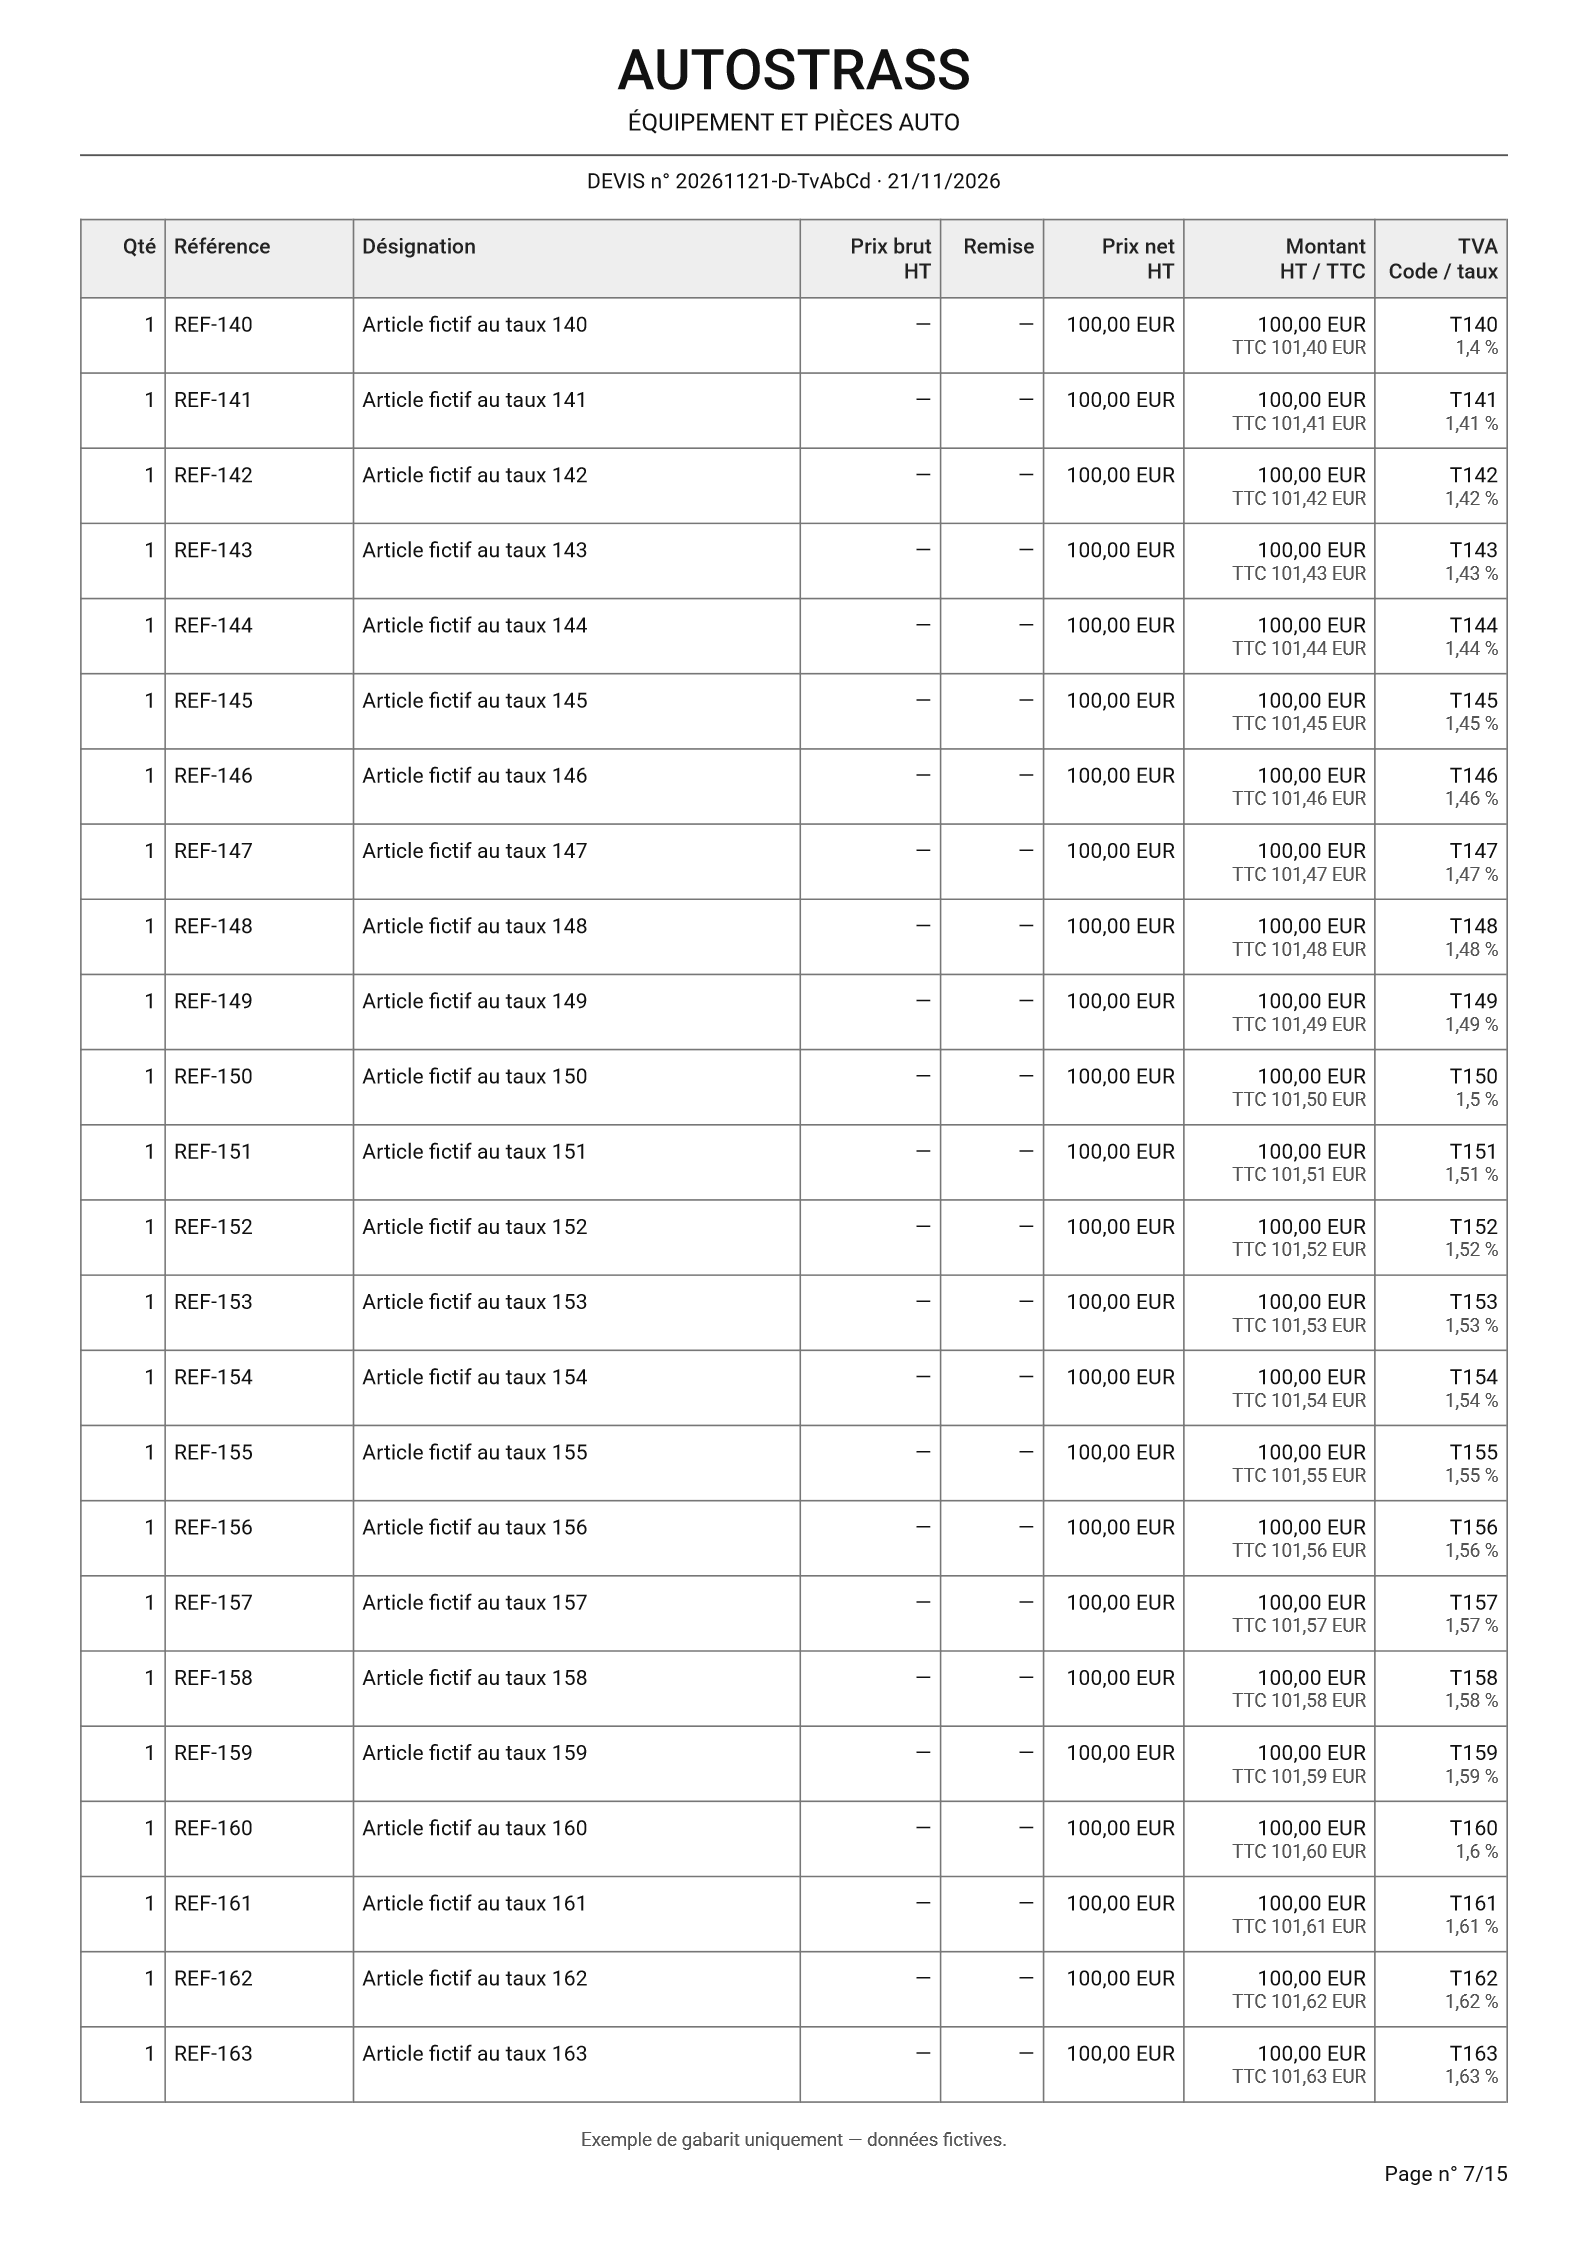 AUTOSTRASS
ÉQUIPEMENT ET PIÈCES AUTO
DEVIS n° 20261121-D-TvAbCd · 21/11/2026
Qté Référence Désignation Prix brut HT Remise Prix net HT Montant HT / TTC TVA Code / taux
1 REF-140 Article fictif au taux 140 — — 100,00 EUR 100,00 EUR T140
TTC 101,40 EUR 1,4 %
1 REF-141 Article fictif au taux 141 — — 100,00 EUR 100,00 EUR T141
TTC 101,41 EUR 1,41 %
1 REF-142 Article fictif au taux 142 — — 100,00 EUR 100,00 EUR T142
TTC 101,42 EUR 1,42 %
1 REF-143 Article fictif au taux 143 — — 100,00 EUR 100,00 EUR T143
TTC 101,43 EUR 1,43 %
1 REF-144 Article fictif au taux 144 — — 100,00 EUR 100,00 EUR T144
TTC 101,44 EUR 1,44 %
1 REF-145 Article fictif au taux 145 — — 100,00 EUR 100,00 EUR T145
TTC 101,45 EUR 1,45 %
1 REF-146 Article fictif au taux 146 — — 100,00 EUR 100,00 EUR T146
TTC 101,46 EUR 1,46 %
1 REF-147 Article fictif au taux 147 — — 100,00 EUR 100,00 EUR T147
TTC 101,47 EUR 1,47 %
1 REF-148 Article fictif au taux 148 — — 100,00 EUR 100,00 EUR T148
TTC 101,48 EUR 1,48 %
1 REF-149 Article fictif au taux 149 — — 100,00 EUR 100,00 EUR T149
TTC 101,49 EUR 1,49 %
1 REF-150 Article fictif au taux 150 — — 100,00 EUR 100,00 EUR T150
TTC 101,50 EUR 1,5 %
1 REF-151 Article fictif au taux 151 — — 100,00 EUR 100,00 EUR T151
TTC 101,51 EUR 1,51 %
1 REF-152 Article fictif au taux 152 — — 100,00 EUR 100,00 EUR T152
TTC 101,52 EUR 1,52 %
1 REF-153 Article fictif au taux 153 — — 100,00 EUR 100,00 EUR T153
TTC 101,53 EUR 1,53 %
1 REF-154 Article fictif au taux 154 — — 100,00 EUR 100,00 EUR T154
TTC 101,54 EUR 1,54 %
1 REF-155 Article fictif au taux 155 — — 100,00 EUR 100,00 EUR T155
TTC 101,55 EUR 1,55 %
1 REF-156 Article fictif au taux 156 — — 100,00 EUR 100,00 EUR T156
TTC 101,56 EUR 1,56 %
1 REF-157 Article fictif au taux 157 — — 100,00 EUR 100,00 EUR T157
TTC 101,57 EUR 1,57 %
1 REF-158 Article fictif au taux 158 — — 100,00 EUR 100,00 EUR T158
TTC 101,58 EUR 1,58 %
1 REF-159 Article fictif au taux 159 — — 100,00 EUR 100,00 EUR T159
TTC 101,59 EUR 1,59 %
1 REF-160 Article fictif au taux 160 — — 100,00 EUR 100,00 EUR T160
TTC 101,60 EUR 1,6 %
1 REF-161 Article fictif au taux 161 — — 100,00 EUR 100,00 EUR T161
TTC 101,61 EUR 1,61 %
1 REF-162 Article fictif au taux 162 — — 100,00 EUR 100,00 EUR T162
TTC 101,62 EUR 1,62 %
1 REF-163 Article fictif au taux 163 — — 100,00 EUR 100,00 EUR T163
TTC 101,63 EUR 1,63 %
Exemple de gabarit uniquement — données fictives.
Page n° 7/15